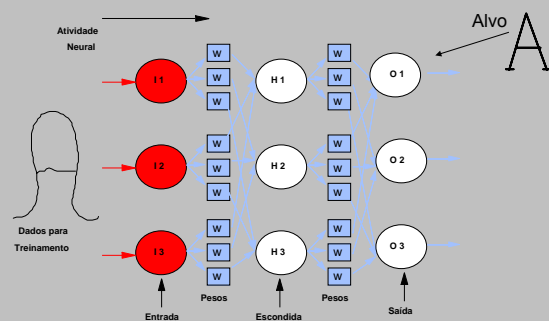 Atividade
Neural
Alvo
A
I 1
W
W
W
H 1
W
W
W
O 1
I 2
W
W
W
H 2
W
W
W
O 2
Dados para
Treinamento
I 3
W
W
W
H 3
W
W
W
O 3
Pesos
Pesos
Entrada
Escondida
Saída